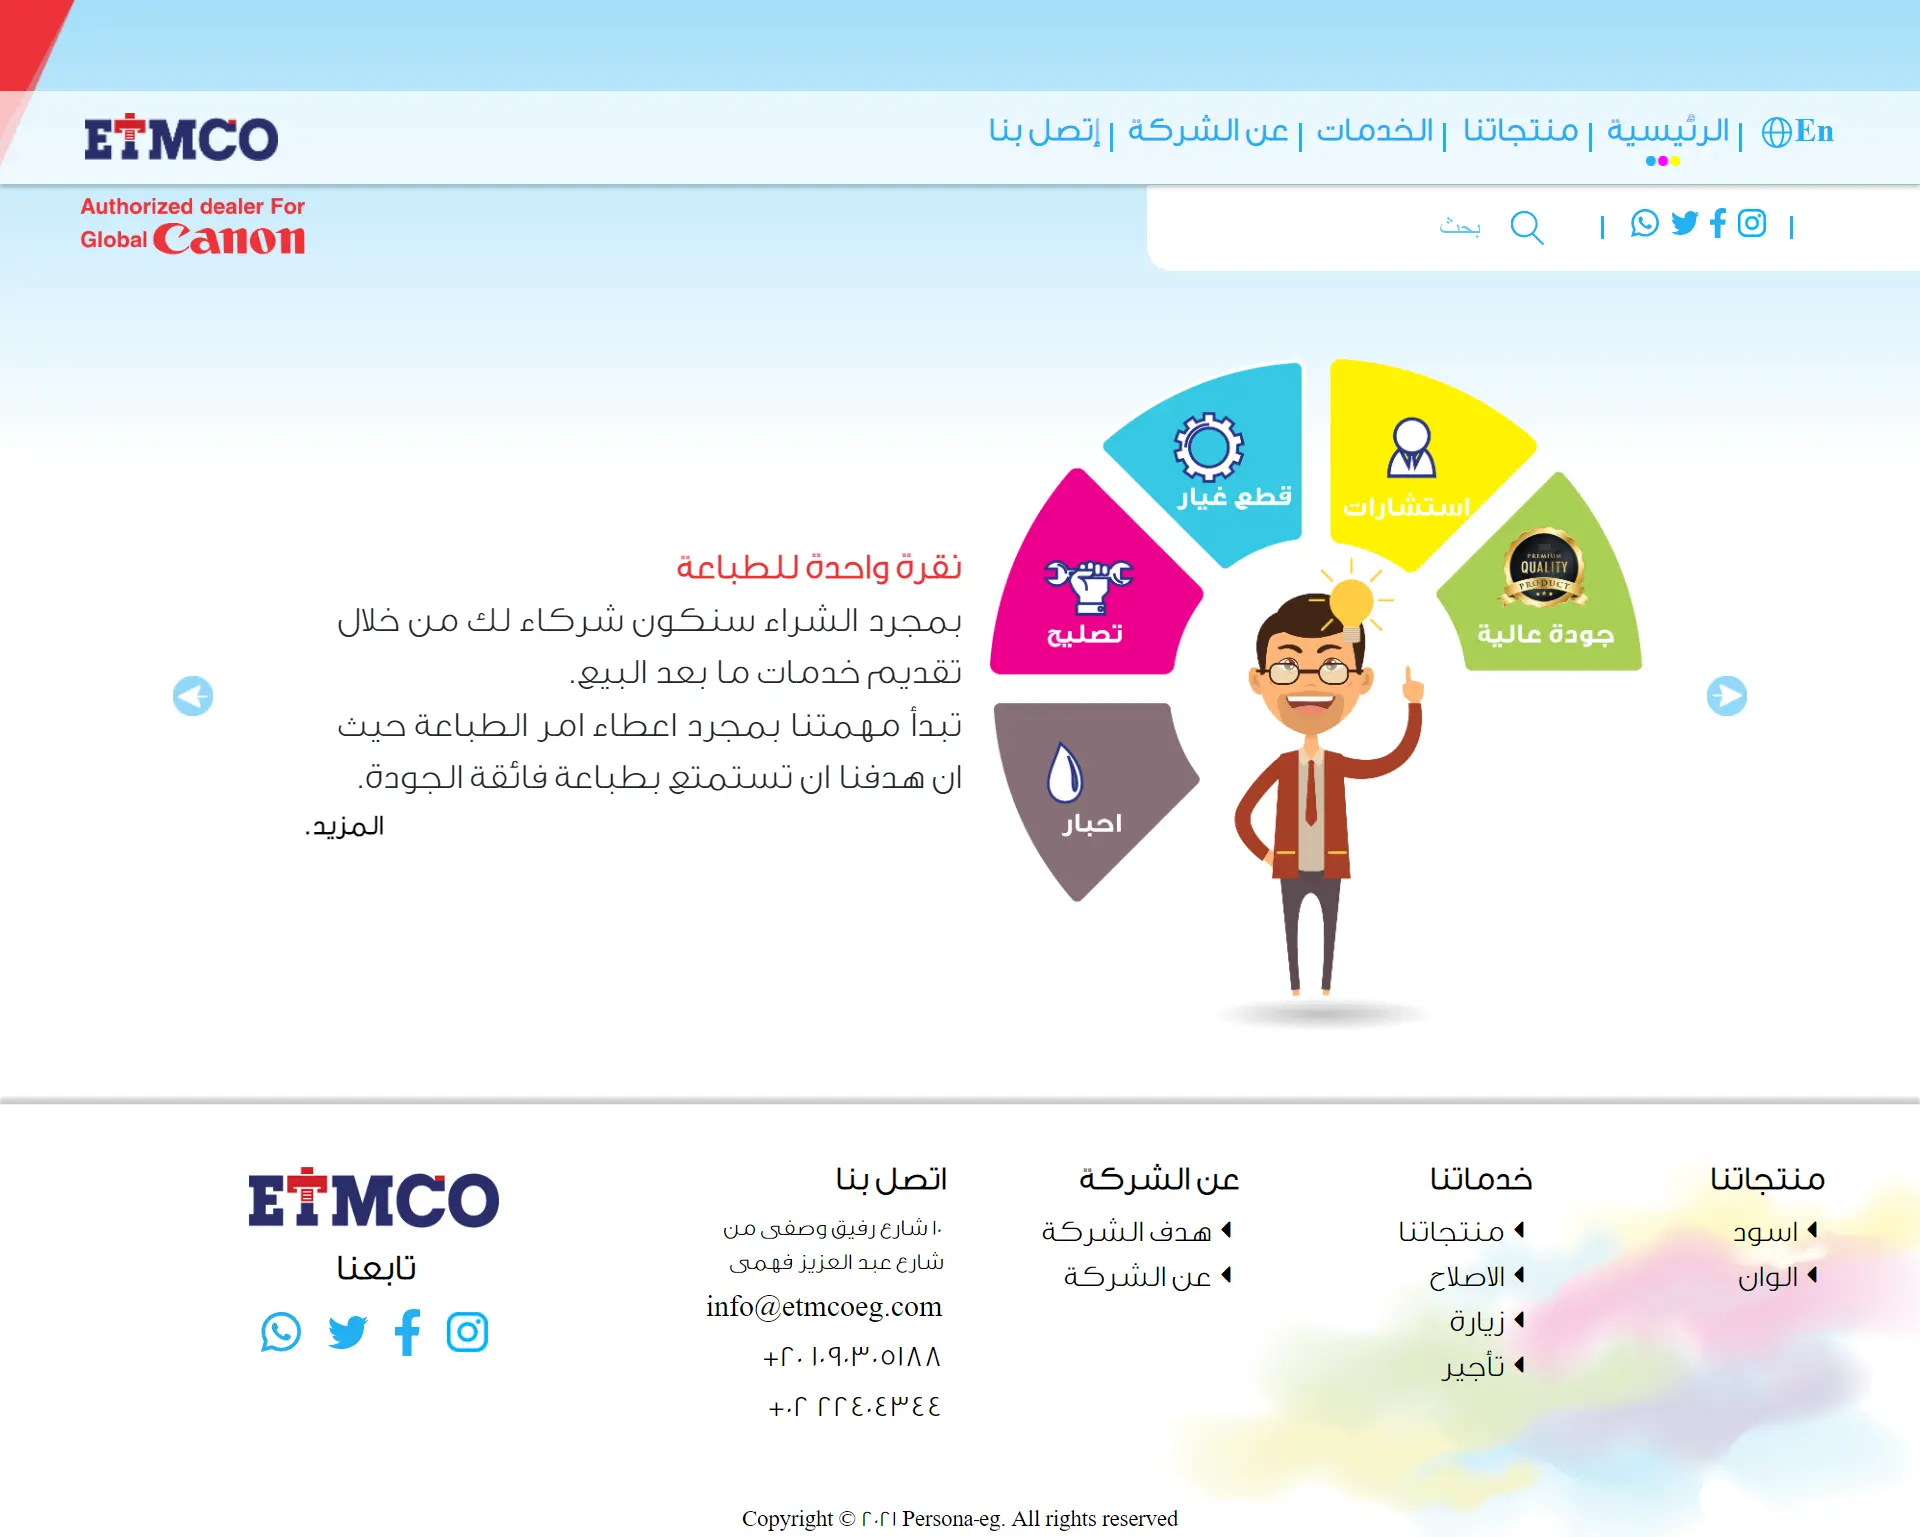 ETMCO
En
الرئيسية
منتجاتنا
الخدمات
عن الشركة
إتصل بنا
Authorized dealer For
Global Canon
بحث
قطع غيار
استشارات
PREMIUM
QUALITY
PRODUCT
جودة عالية
تصليح
احبار
نقرة واحدة للطباعة
بمجرد الشراء سنكون شركاء لك من خلال
تقديم خدمات ما بعد البيع.
تبدأ مهمتنا بمجرد اعطاء امر الطباعة حيث
ان هدفنا ان تستمتع بطباعة فائقة الجودة.
المزيد.
منتجاتنا
اسود
الوان
خدماتنا
منتجاتنا
الاصلاح
زيارة
تأجير
عن الشركة
هدف الشركة
عن الشركة
اتصل بنا
١٠ شارع رفيق وصفى من
شارع عبد العزيز فهمى
info@etmcoeg.com
+٢٠ ١٠٩٠٣٠٥١٨٨
+٠٢ ٢٢٤٠٤٣٤٤
ETMCO
تابعنا
Copyright © ٢٠٢١ Persona-eg. All rights reserved